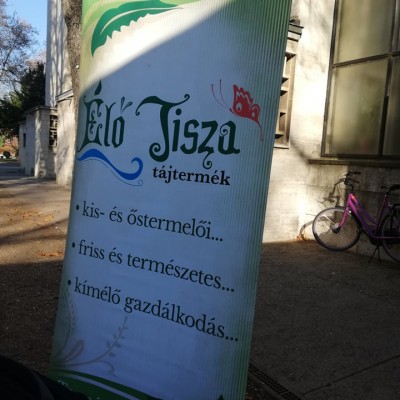 Élő Tisza
tájtermék
• kis- és őstermelői...
• friss és természetes...
• kímélő gazdálkodás...